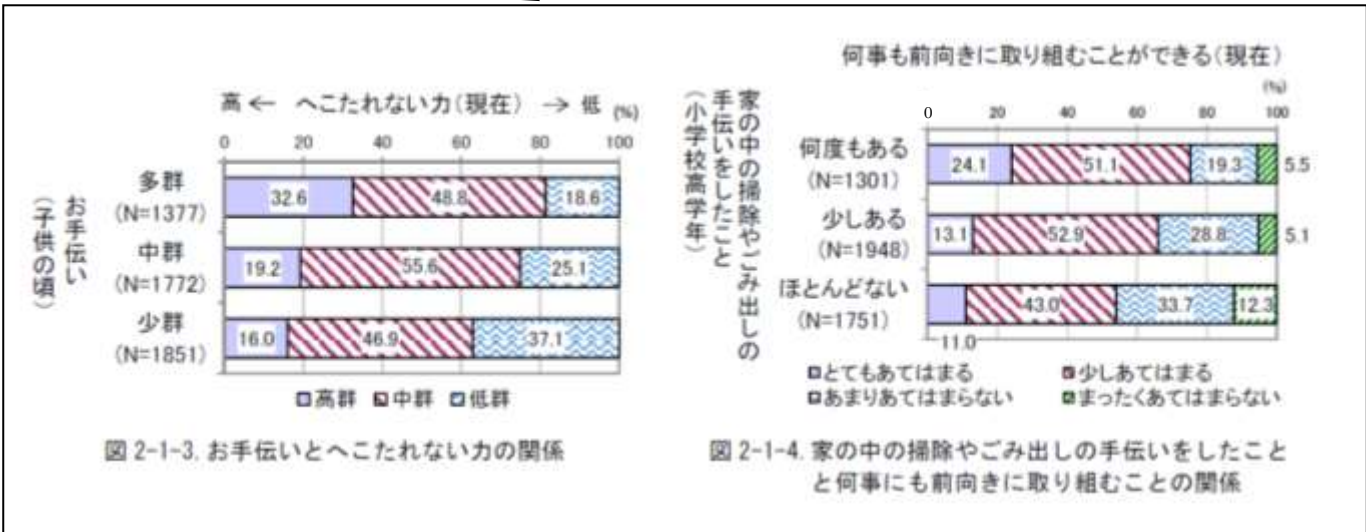 高 ← へこたれない力(現在) → 低 (%)
0 20 40 60 80 100
お手伝い
(子供の頃)
多群
(N=1377)
32.6 48.8 18.6
中群
(N=1772)
19.2 55.6 25.1
少群
(N=1851)
16.0 46.9 37.1
高群 中群 低群
図 2-1-3. お手伝いとへこたれない力の関係
何事も前向きに取り組むことができる(現在)
(%)
0 20 40 60 80 100
家の中の掃除やごみ出しの
手伝いをしたこと
(小学校高学年)
何度もある
(N=1301)
24.1 51.1 19.3 5.5
少しある
(N=1948)
13.1 52.9 28.8 5.1
ほとんどない
(N=1751)
43.0 33.7 12.3
11.0
とてもあてはまる 少しあてはまる
あまりあてはまらない まったくあてはまらない
図 2-1-4. 家の中の掃除やごみ出しの手伝いをしたこと
と何事にも前向きに取り組むことの関係